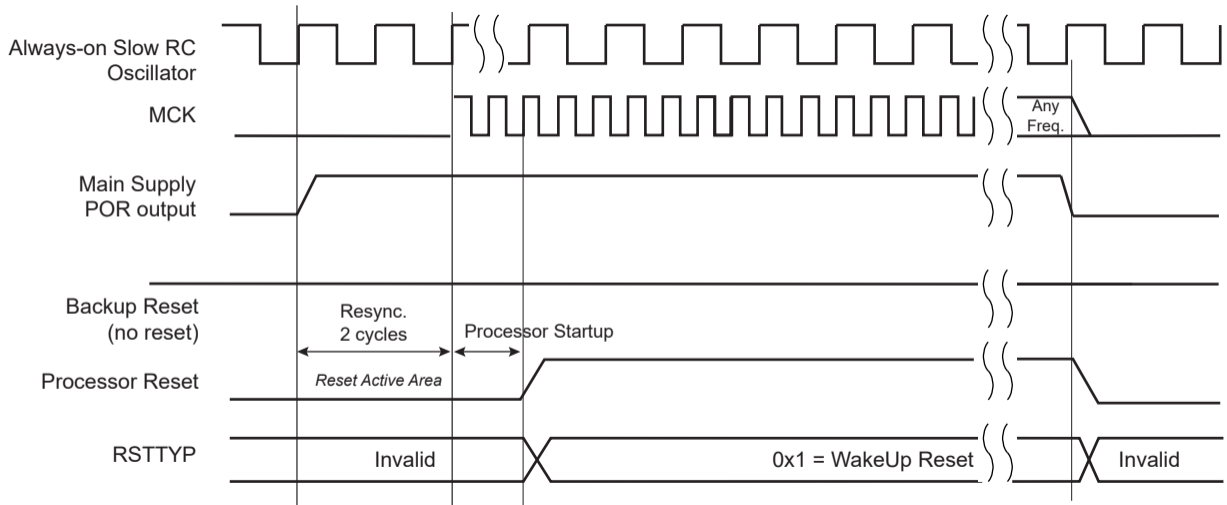 Always-on Slow RC
Oscillator
MCK
Any
Freq.
Main Supply
POR output
Backup Reset
(no reset)
Resync.
2 cycles
Processor Startup
Processor Reset
Reset Active Area
RSTTYP
Invalid
0x1 = WakeUp Reset
Invalid